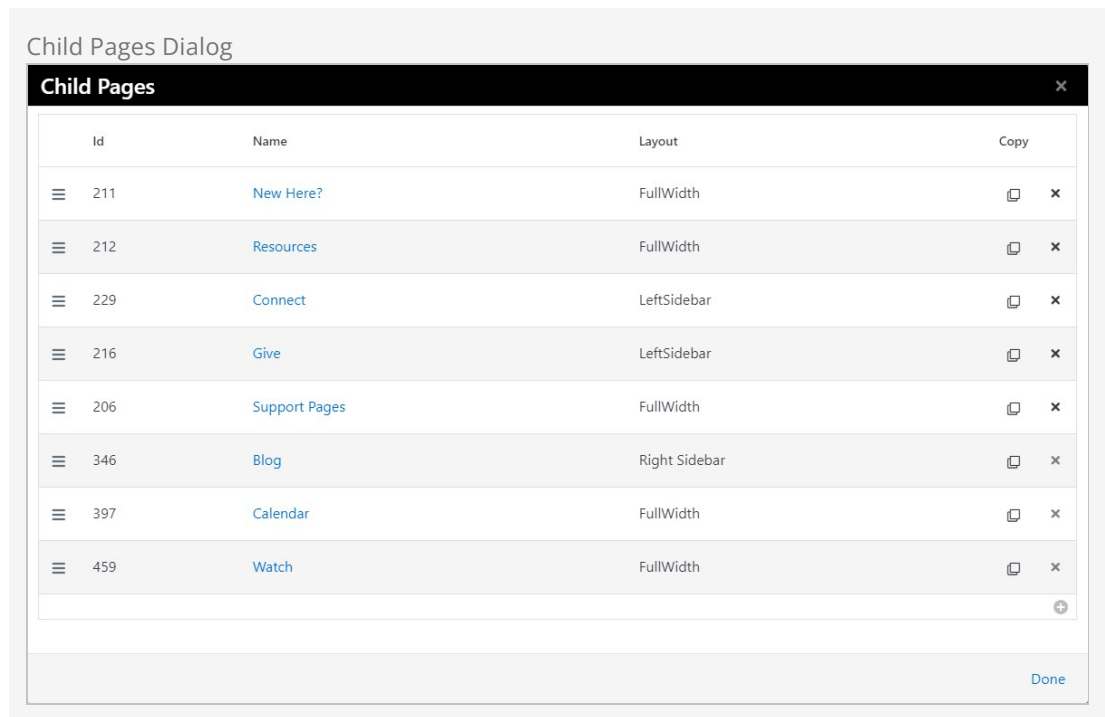 Child Pages Dialog
Child Pages
Id Name Layout Copy
211 New Here? FullWidth
212 Resources FullWidth
229 Connect LeftSidebar
216 Give LeftSidebar
206 Support Pages FullWidth
346 Blog Right Sidebar
397 Calendar FullWidth
459 Watch FullWidth
Done